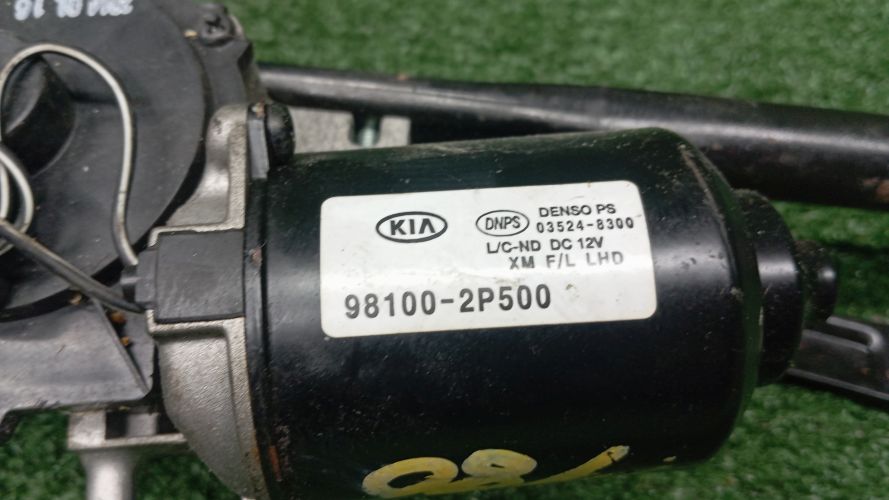 KIA
DNPS
DENSO PS
03524-8300
L/C-ND DC 12V
XM F/L LHD
98100-2P500